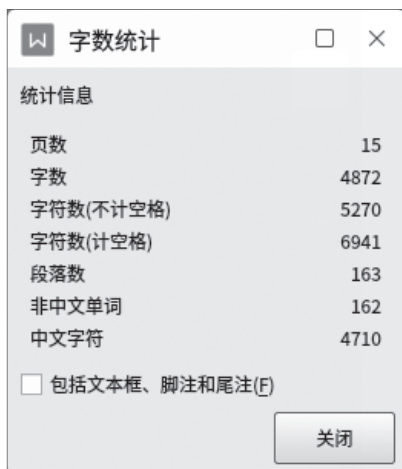 字数统计
统计信息
页数 15
字数 4872
字符数(不计空格) 5270
字符数(计空格) 6941
段落数 163
非中文单词 162
中文字符 4710
包括文本框、脚注和尾注(F)
关闭